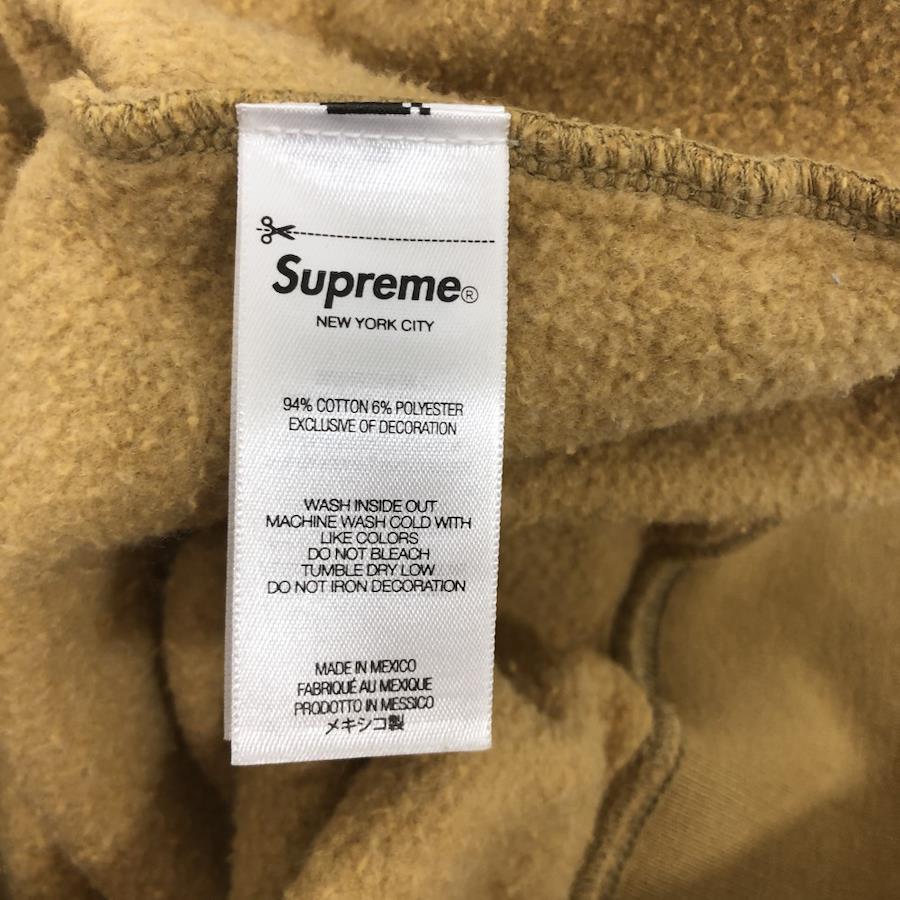 Supreme®
NEW YORK CITY
94% COTTON 6% POLYESTER
EXCLUSIVE OF DECORATION
WASH INSIDE OUT
MACHINE WASH COLD WITH
LIKE COLORS
DO NOT BLEACH
TUMBLE DRY LOW
DO NOT IRON DECORATION
MADE IN MEXICO
FABRIQUÉ AU MEXIQUE
PRODOTTO IN MESSICO
メキシコ製